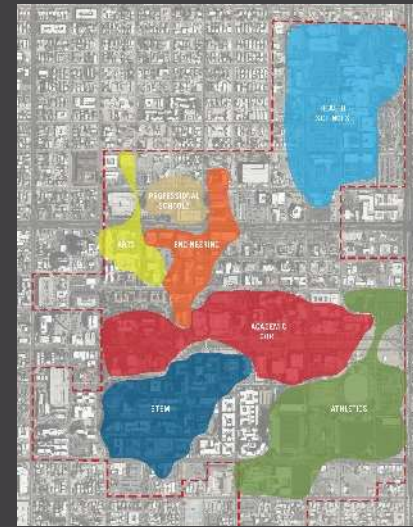 HEALTH
SCIENCES
PROFESSIONAL
SCHOOLS
ARTS
ENGINEERING
ACADEMIC
CORE
STEM
ATHLETICS